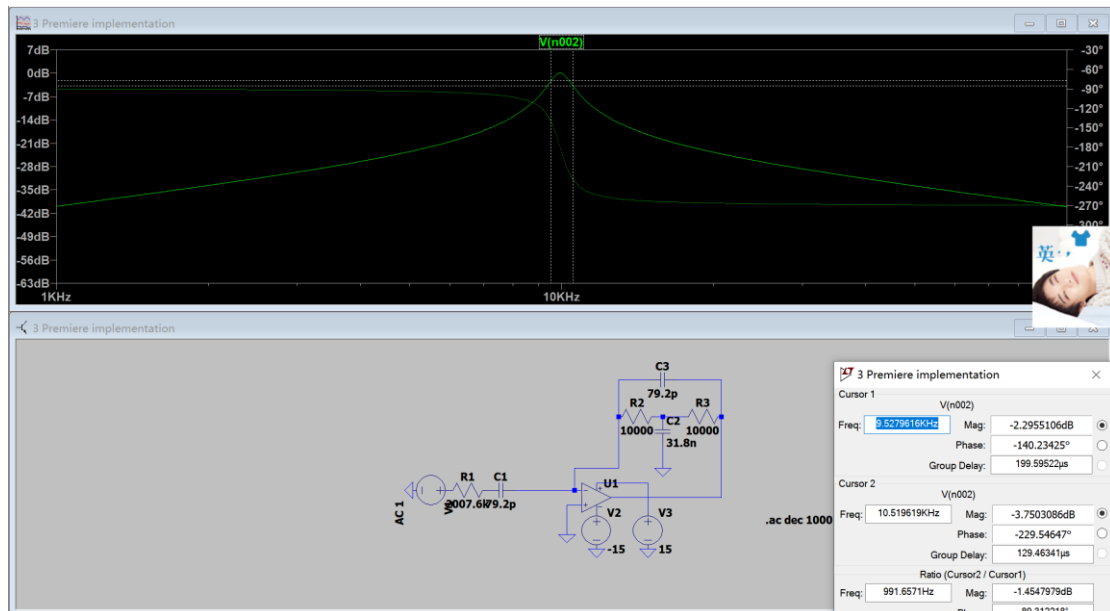 3 Premiere implementation
V(n002)
7dB
0dB
-7dB
-14dB
-21dB
-28dB
-35dB
-42dB
-49dB
-56dB
-63dB
-30°
-60°
-90°
-120°
-150°
-180°
-210°
-240°
-270°
-300°
1KHz
10KHz
英
3 Premiere implementation
C3
79.2p
R2
R3
10000
C2
10000
31.8n
R1
C1
U1
2007.6k
79.2p
AC 1
V2
V3
-15
15
.ac dec 1000
3 Premiere implementation
Cursor 1
V(n002)
Freq: 9.5279616KHz Mag: -2.2955106dB
Phase: -140.23425°
Group Delay: 199.59522µs
Cursor 2
V(n002)
Freq: 10.519619KHz Mag: -3.7503086dB
Phase: -229.54647°
Group Delay: 129.46341µs
Ratio (Cursor2 / Cursor1)
Freq: 991.6571Hz Mag: -1.4547979dB